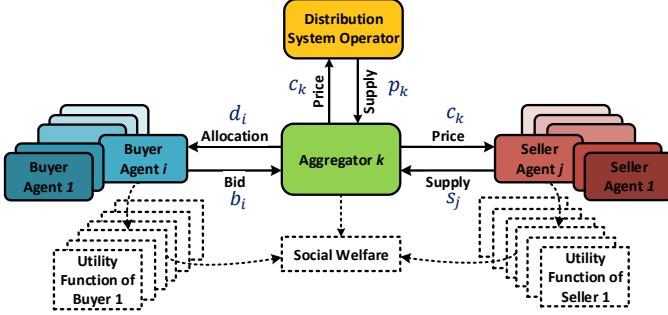 Distribution
System Operator
c_k
Price
Supply
p_k
d_i
Allocation
c_k
Price
Buyer
Agent i
Buyer
Agent 1
Aggregator k
Seller
Agent j
Seller
Agent 1
Bid
b_i
Supply
s_j
Utility
Function of
Buyer 1
Social Welfare
Utility
Function of
Seller 1